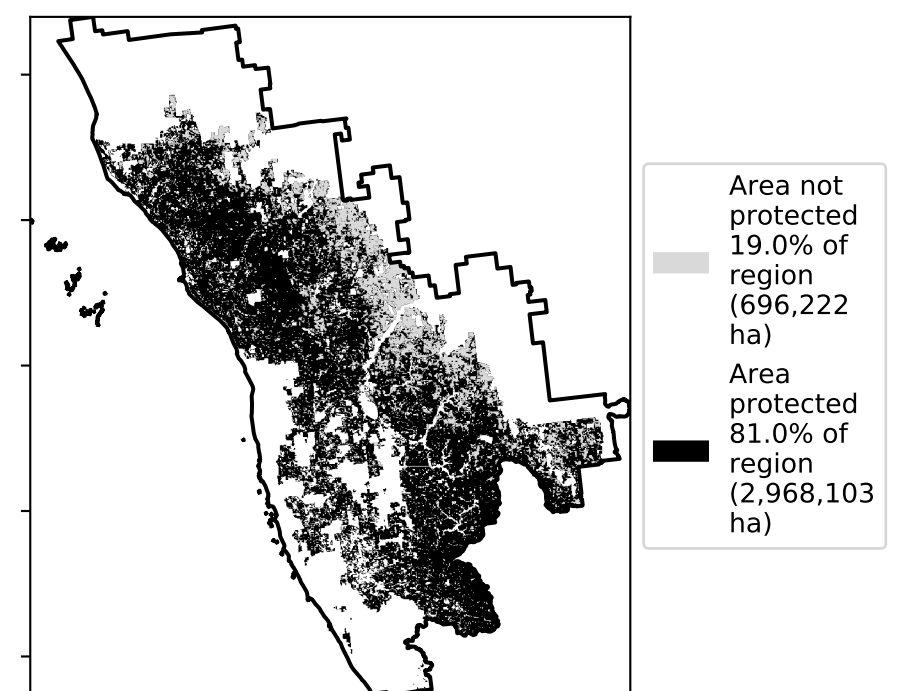 Area not
protected
19.0% of
region
(696,222
ha)
Area
protected
81.0% of
region
(2,968,103
ha)